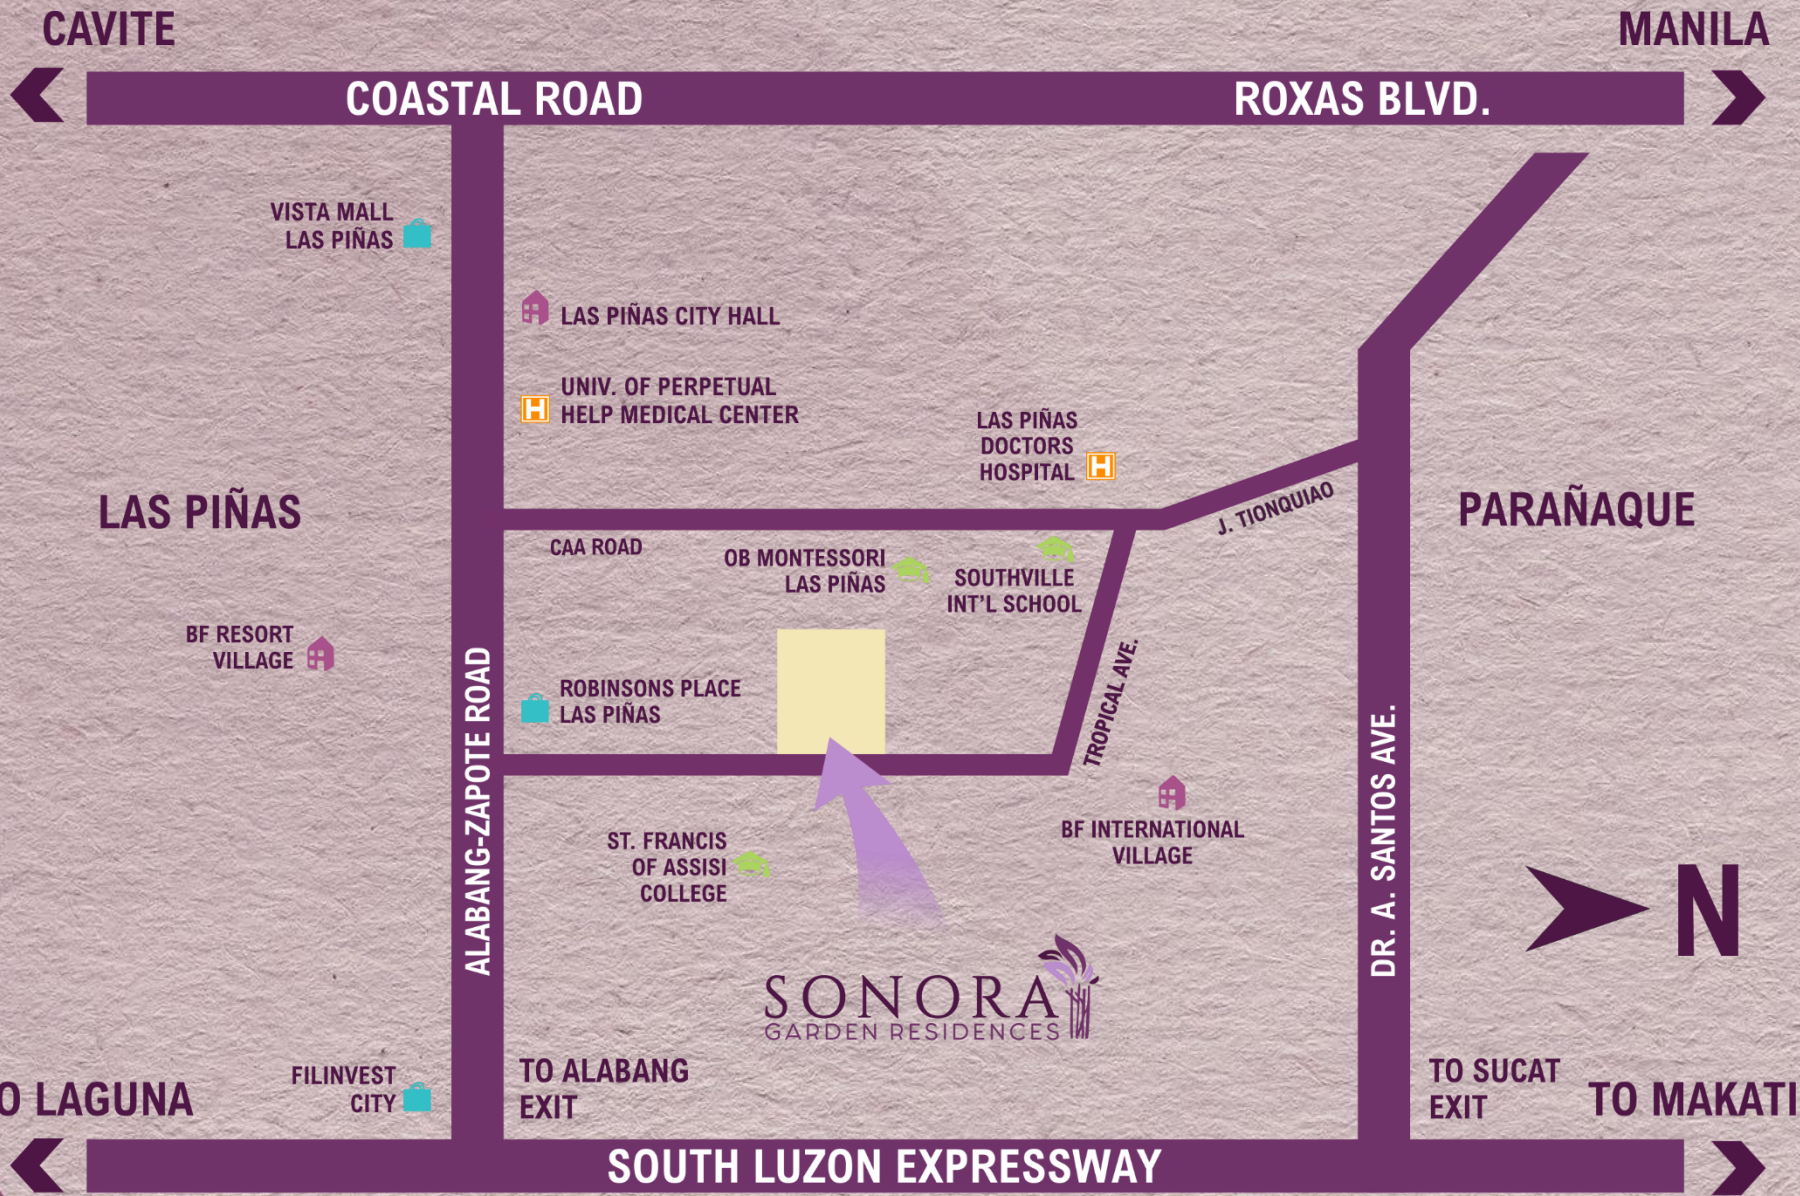 CAVITE
MANILA
COASTAL ROAD
ROXAS BLVD.
VISTA MALL
LAS PIÑAS
LAS PIÑAS CITY HALL
UNIV. OF PERPETUAL
HELP MEDICAL CENTER
LAS PIÑAS
DOCTORS
HOSPITAL
H
H
LAS PIÑAS
PARAÑAQUE
J. TIONQUIAO
CAA ROAD
OB MONTESSORI
LAS PIÑAS
SOUTHVILLE
INT'L SCHOOL
BF RESORT
VILLAGE
ROBINSONS PLACE
LAS PIÑAS
TROPICAL AVE.
ALABANG-ZAPOTE ROAD
DR. A. SANTOS AVE.
BF INTERNATIONAL
VILLAGE
ST. FRANCIS
OF ASSISI
COLLEGE
N
SONORA
GARDEN RESIDENCES
O LAGUNA
FILINVEST
CITY
TO ALABANG
EXIT
TO SUCAT
EXIT
TO MAKATI
SOUTH LUZON EXPRESSWAY